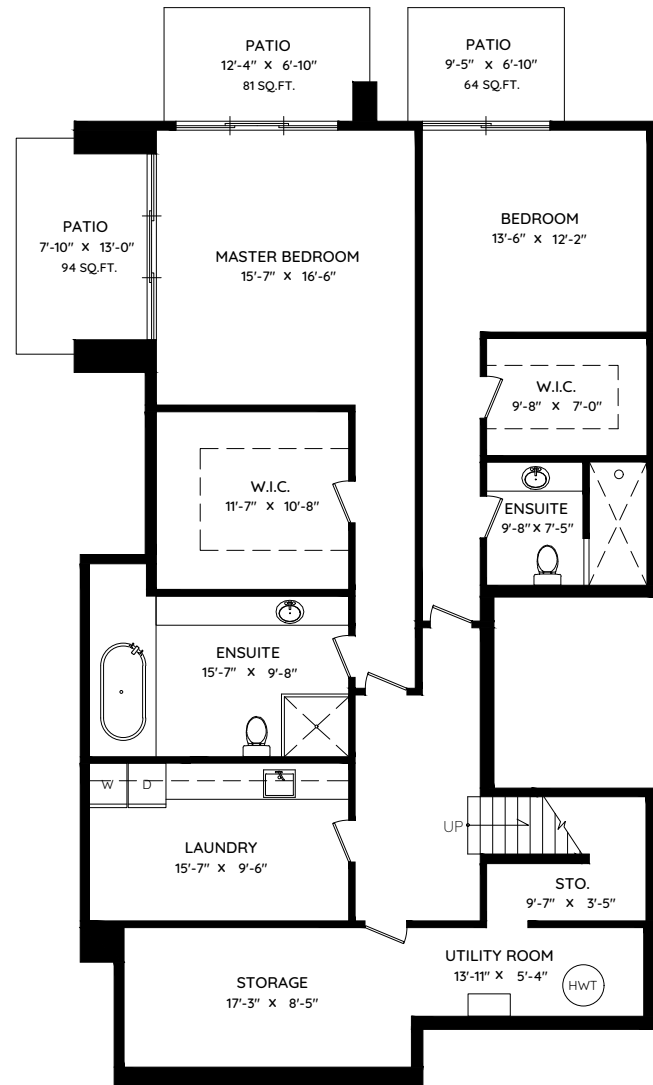 PATIO
12'-4" x 6'-10"
81 SQ.FT.
PATIO
9'-5" x 6'-10"
64 SQ.FT.
PATIO
7'-10" x 13'-0"
94 SQ.FT.
MASTER BEDROOM
15'-7" x 16'-6"
BEDROOM
13'-6" x 12'-2"
W.I.C.
9'-8" x 7'-0"
W.I.C.
11'-7" x 10'-8"
ENSUITE
9'-8" x 7'-5"
ENSUITE
15'-7" x 9'-8"
W
D
LAUNDRY
15'-7" x 9'-6"
UP
STO.
9'-7" x 3'-5"
UTILITY ROOM
13'-11" x 5'-4"
HWT
STORAGE
17'-3" x 8'-5"